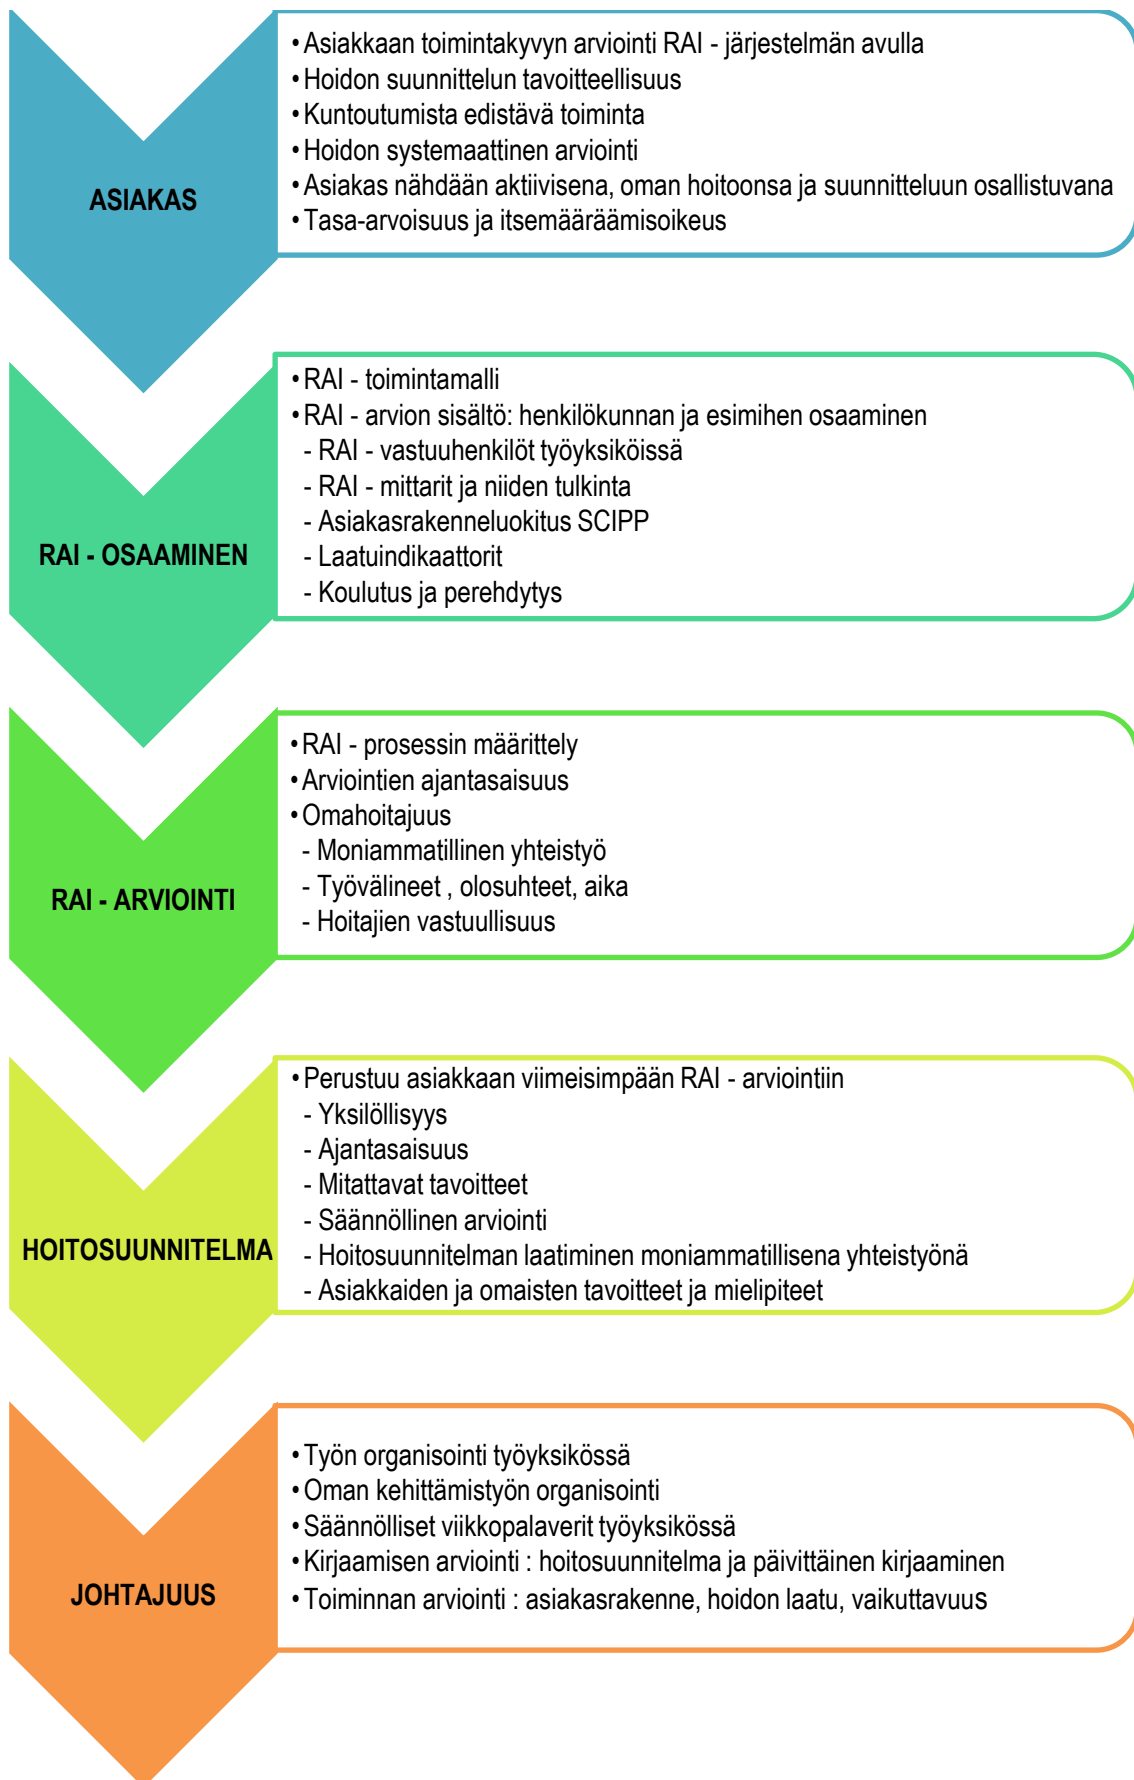 ASIAKAS
• Asiakkaan toimintakyvyn arviointi RAI - järjestelmän avulla
• Hoidon suunnittelun tavoitteellisuus
• Kuntoutumista edistävä toiminta
• Hoidon systemaattinen arviointi
• Asiakas nähdään aktiivisena, oman hoitoonsa ja suunnitteluun osallistuvana
• Tasa-arvoisuus ja itsemääräämisoikeus
RAI - OSAAMINEN
• RAI - toimintamalli
• RAI - arvion sisältö: henkilökunnan ja esimihen osaaminen
- RAI - vastuuhenkilöt työyksiköissä
- RAI - mittarit ja niiden tulkinta
- Asiakasrakenneluokitus SCIPP
- Laatuindikaattorit
- Koulutus ja perehdytys
RAI - ARVIOINTI
• RAI - prosessin määrittely
• Arviointien ajantasaisuus
• Omahoitajuus
- Moniammatillinen yhteistyö
- Työvälineet , olosuhteet, aika
- Hoitajien vastuullisuus
HOITOSUUNNITELMA
• Perustuu asiakkaan viimeisimpään RAI - arviointiin
- Yksilöllisyys
- Ajantasaisuus
- Mitattavat tavoitteet
- Säännöllinen arviointi
- Hoitosuunnitelman laatiminen moniammatillisena yhteistyönä
- Asiakkaiden ja omaisten tavoitteet ja mielipiteet
JOHTAJUUS
• Työn organisointi työyksikössä
• Oman kehittämistyön organisointi
• Säännölliset viikkopalaverit työyksikössä
• Kirjaamisen arviointi : hoitosuunnitelma ja päivittäinen kirjaaminen
• Toiminnan arviointi : asiakasrakenne, hoidon laatu, vaikuttavuus